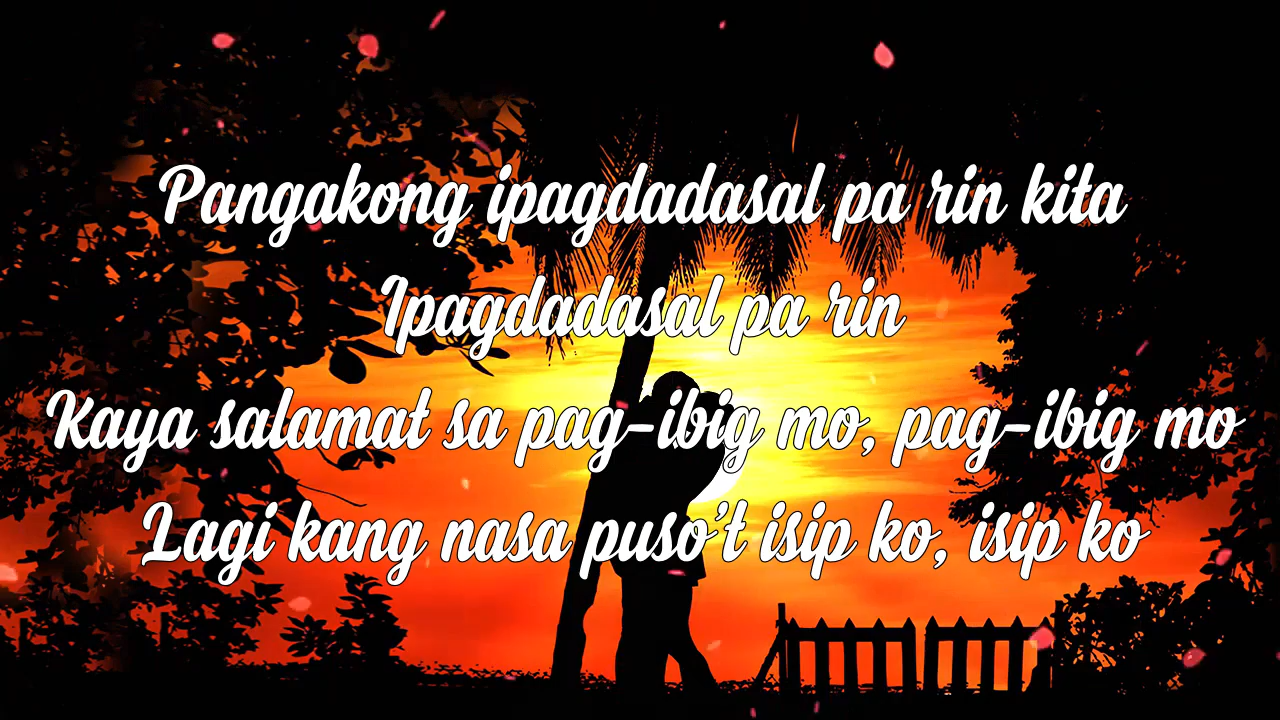 Pangakong ipagdadasal pa rin kita
Ipagdadasal pa rin
Kaya salamat sa pag-ibig mo, pag-ibig mo
Lagi kang nasa puso't isip ko, isip ko